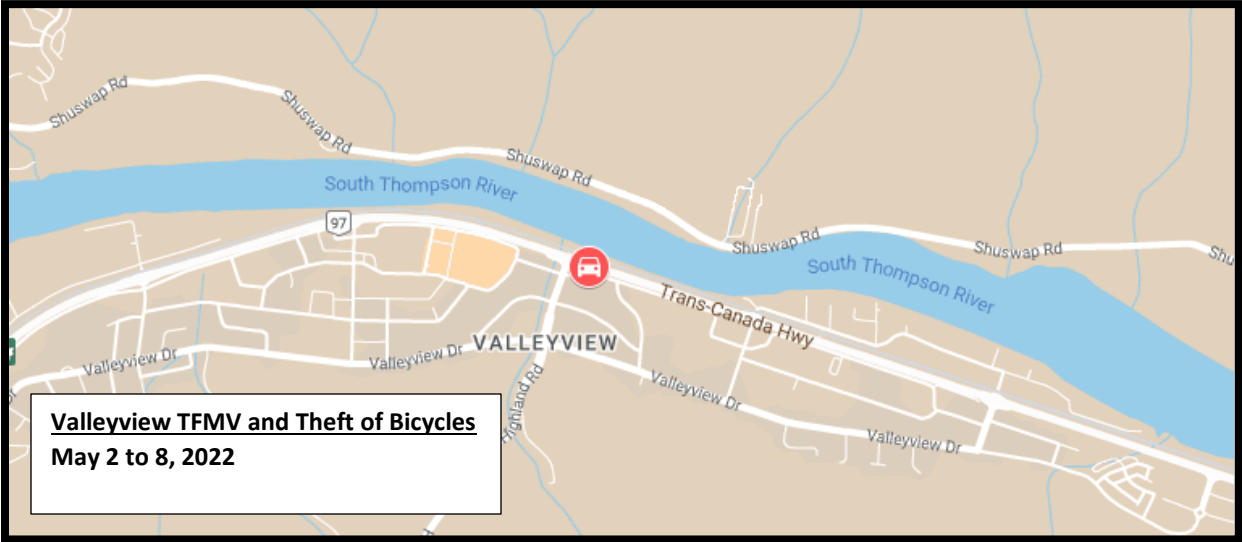 Shuswap Rd
Shuswap Rd
Shuswap Rd
South Thompson River
97
Shuswap Rd
Shuswap Rd
Shu
South Thompson River
Trans-Canada Hwy
VALLEYVIEW
Valleyview Dr
Valleyview Dr
Valleyview Dr
Highland Rd
Valleyview Dr
Valleyview TFMV and Theft of Bicycles
May 2 to 8, 2022